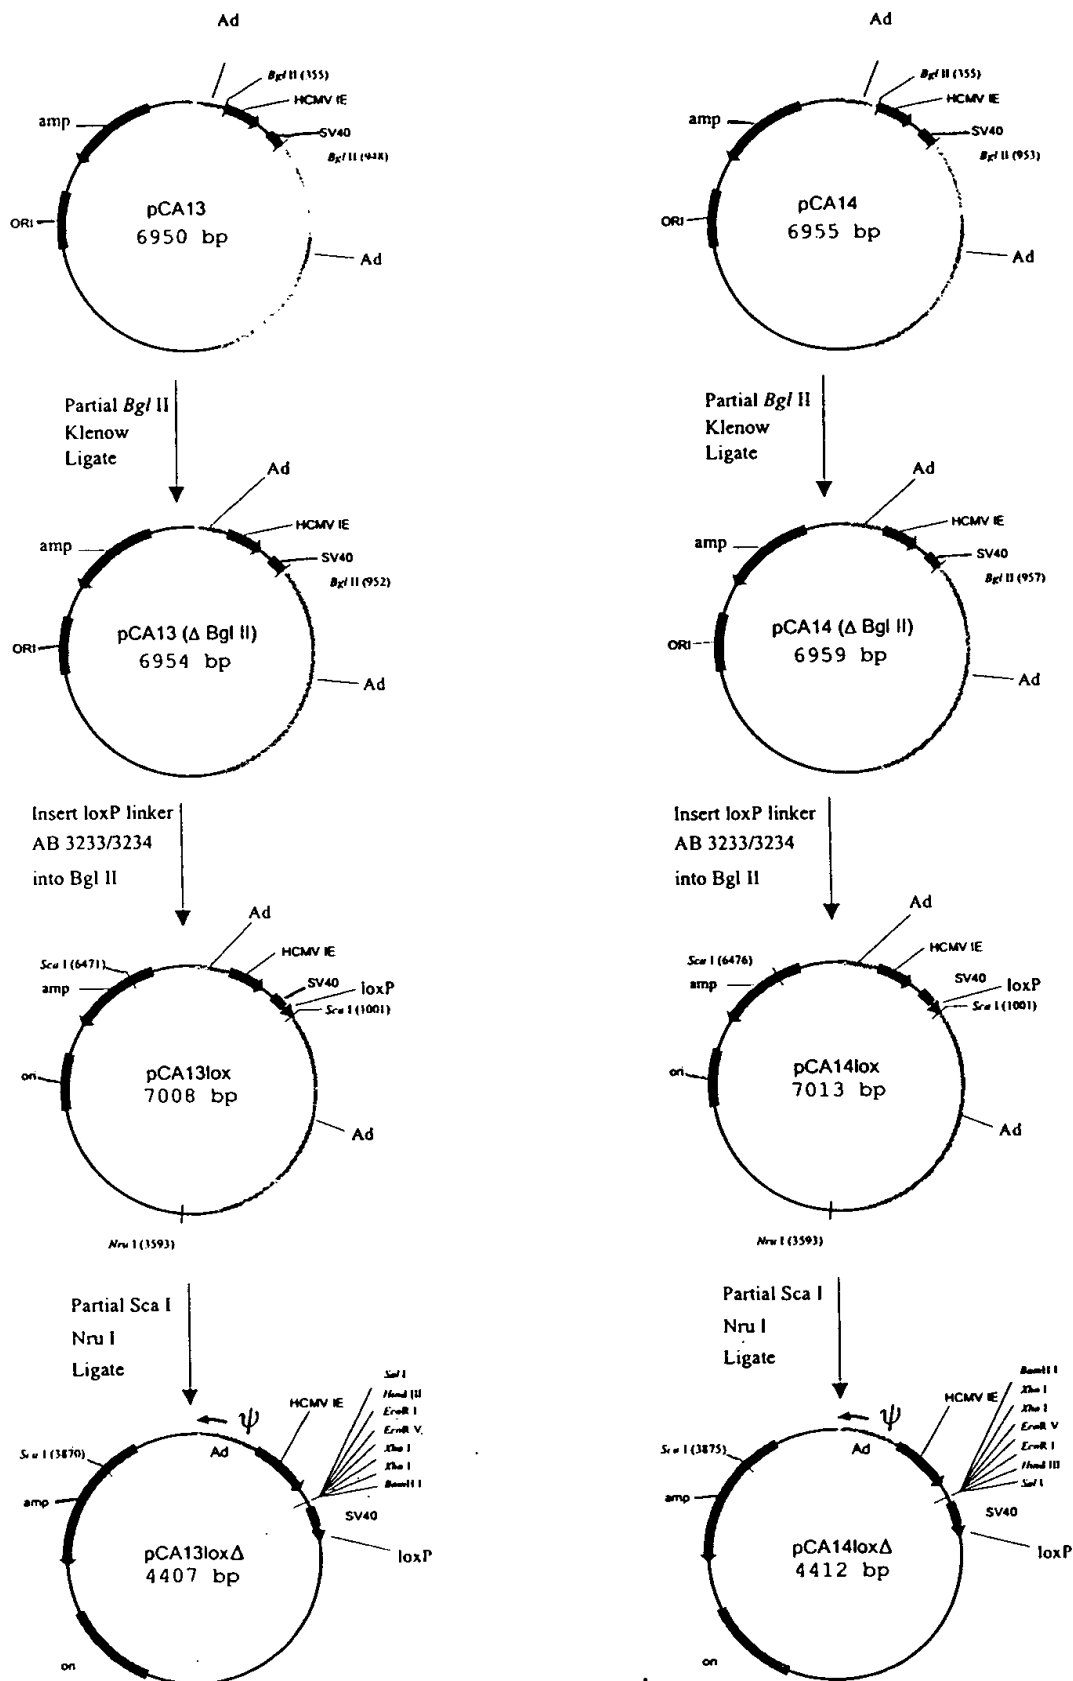 Ad
Bgl II (355)
HCMV IE
amp
SV40
Bgl II (948)
pCA13
6950 bp
ORI
Ad
Partial Bgl II
Klenow
Ligate
Ad
HCMV IE
amp
SV40
Bgl II (952)
pCA13 (Δ Bgl II)
6954 bp
ORI
Ad
Insert loxP linker
AB 3233/3234
into Bgl II
Ad
HCMV IE
Sca I (6471)
SV40
amp
loxP
Sca I (1001)
pCA13lox
7008 bp
ori
Ad
Nru I (3593)
Partial Sca I
Nru I
Ligate
Sal I
Hind III
EcoR I
EcoR V
Xho I
Xba I
BamH I
HCMV IE
ψ
Ad
Sca I (3870)
amp
SV40
loxP
pCA13loxΔ
4407 bp
ori
Ad
Bgl II (355)
HCMV IE
amp
SV40
Bgl II (953)
pCA14
6955 bp
ORI
Ad
Partial Bgl II
Klenow
Ligate
Ad
HCMV IE
amp
SV40
Bgl II (957)
pCA14 (Δ Bgl II)
6959 bp
ORI
Ad
Insert loxP linker
AB 3233/3234
into Bgl II
Ad
HCMV IE
Sca I (6476)
SV40
amp
loxP
Sca I (1001)
pCA14lox
7013 bp
ori
Ad
Nru I (3593)
Partial Sca I
Nru I
Ligate
BamH I
Xba I
Xho I
EcoR V
EcoR I
Hind III
Sal I
HCMV IE
ψ
Ad
Sca I (3875)
amp
SV40
loxP
pCA14loxΔ
4412 bp
ori